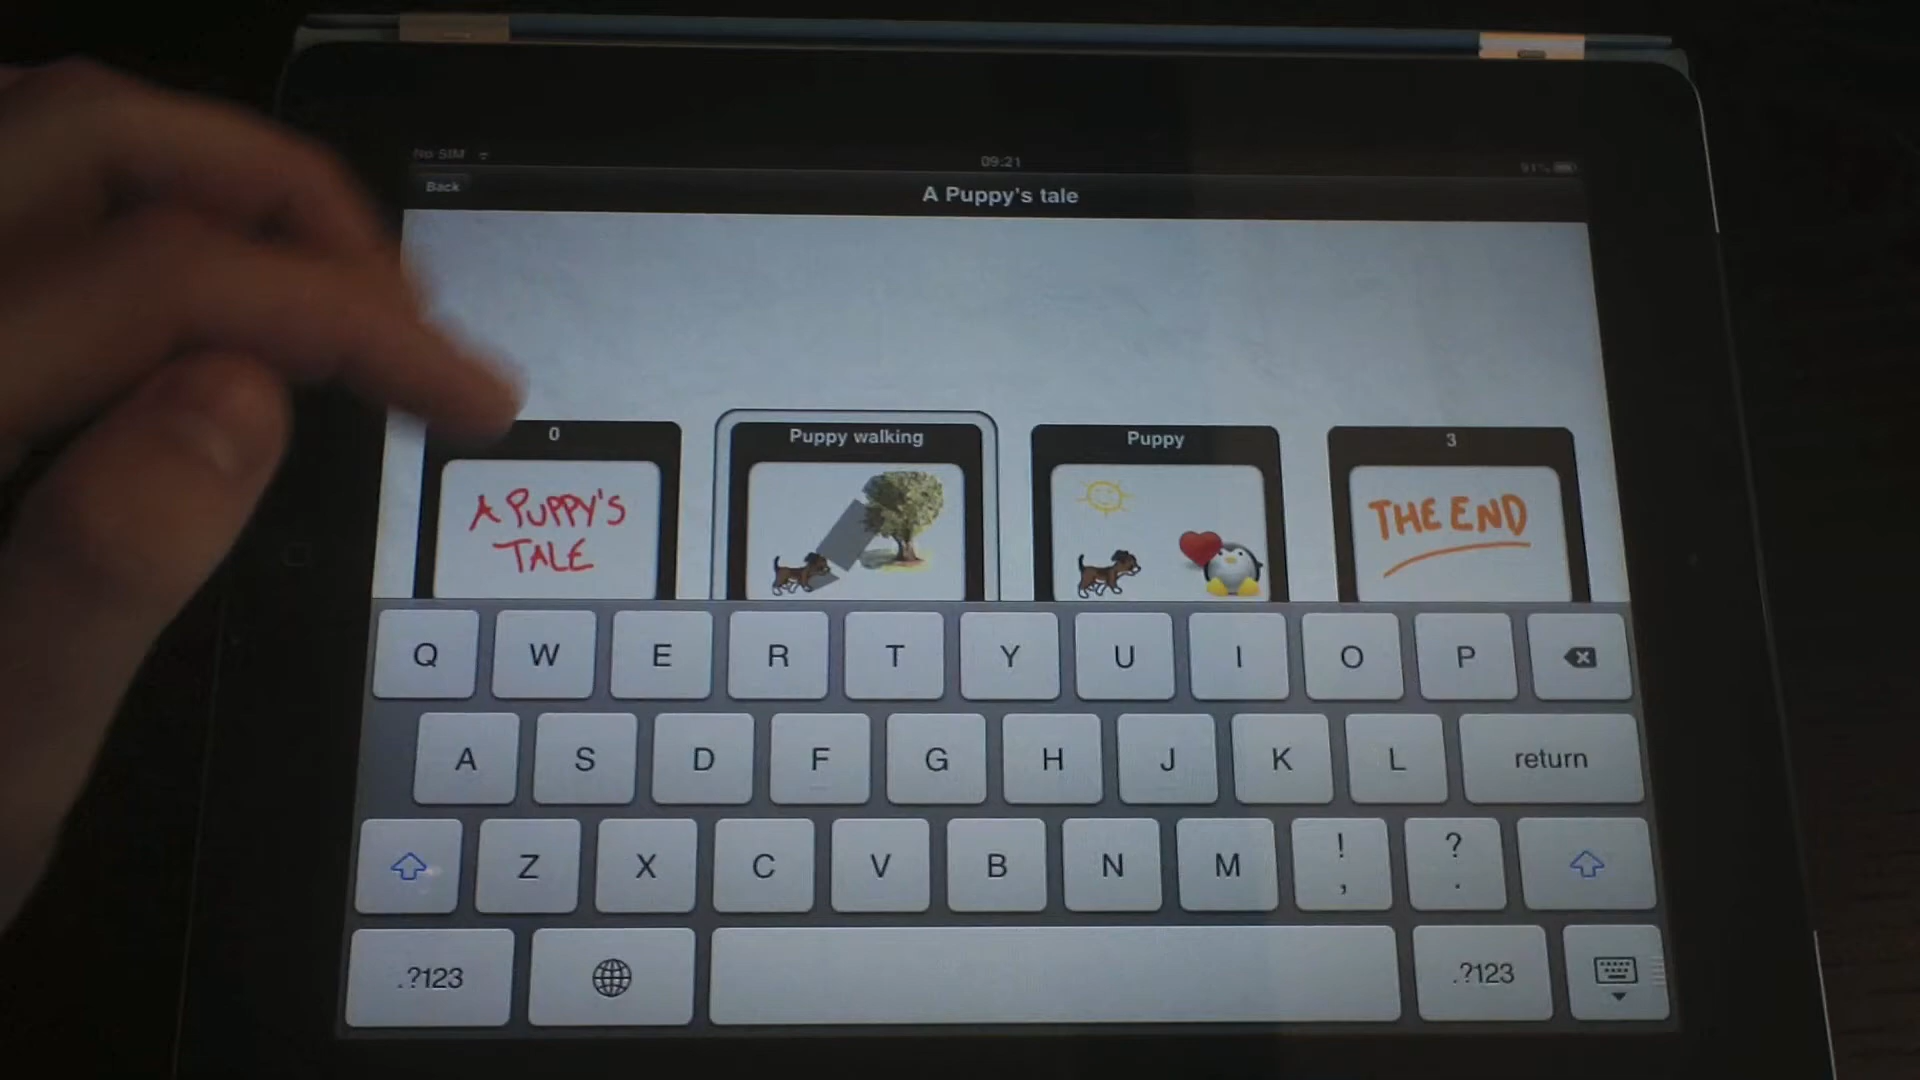 No SIM
09:21
91%
Back
A Puppy's tale
0
Puppy walking
Puppy
3
A PUPPY'S
TALE
THE END
Q W E R T Y U I O P
A S D F G H J K L return
Z X C V B N M ! , ? .
.?123 .?123